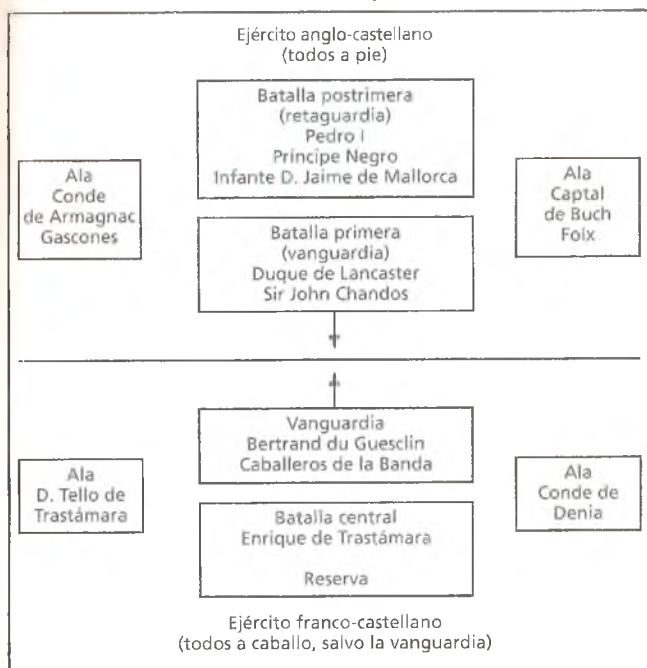 Ejército anglo-castellano
(todos a pie)
Batalla postrimera
(retaguardia)
Pedro I
Príncipe Negro
Infante D. Jaime de Mallorca
Ala
Conde
de Armagnac
Gascones
Ala
Captal
de Buch
Foix
Batalla primera
(vanguardia)
Duque de Lancaster
Sir John Chandos
Vanguardia
Bertrand du Guesclin
Caballeros de la Banda
Ala
D. Tello de
Trastámara
Ala
Conde de
Denia
Batalla central
Enrique de Trastámara
Reserva
Ejército franco-castellano
(todos a caballo, salvo la vanguardia)